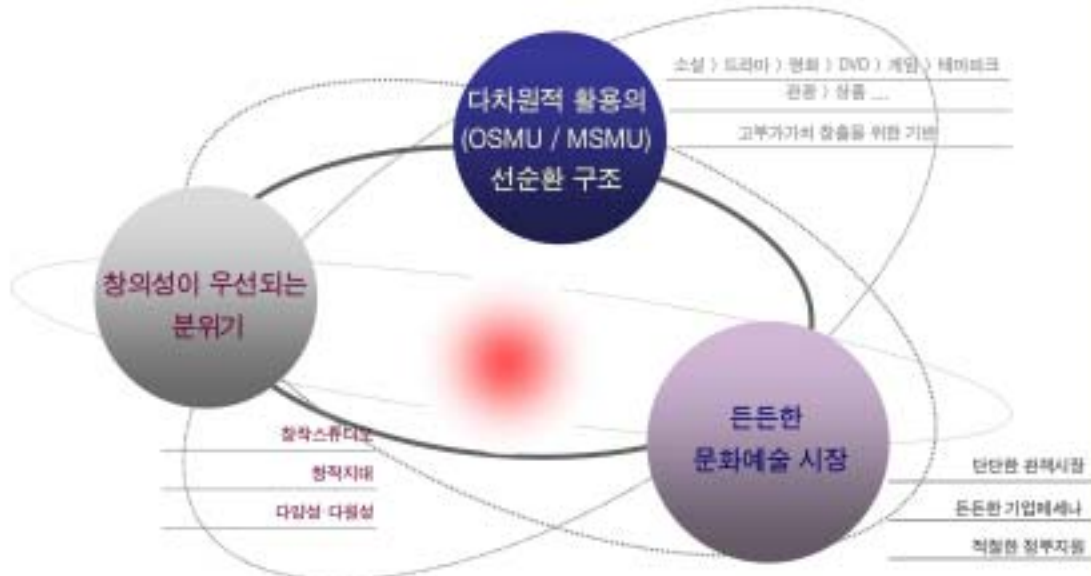 다차원적 활용의
(OSMU / MSMU)
선순환 구조
소설 > 드라마 > 영화 > DVD > 게임 > 테마파크
관광 > 상품 ....
고부가가치 창출을 위한 기반
창의성이 우선되는
분위기
창작스튜디오
창작지대
다양성·다원성
든든한
문화예술 시장
단단한 관객시장
든든한 기업메세나
적절한 정부지원